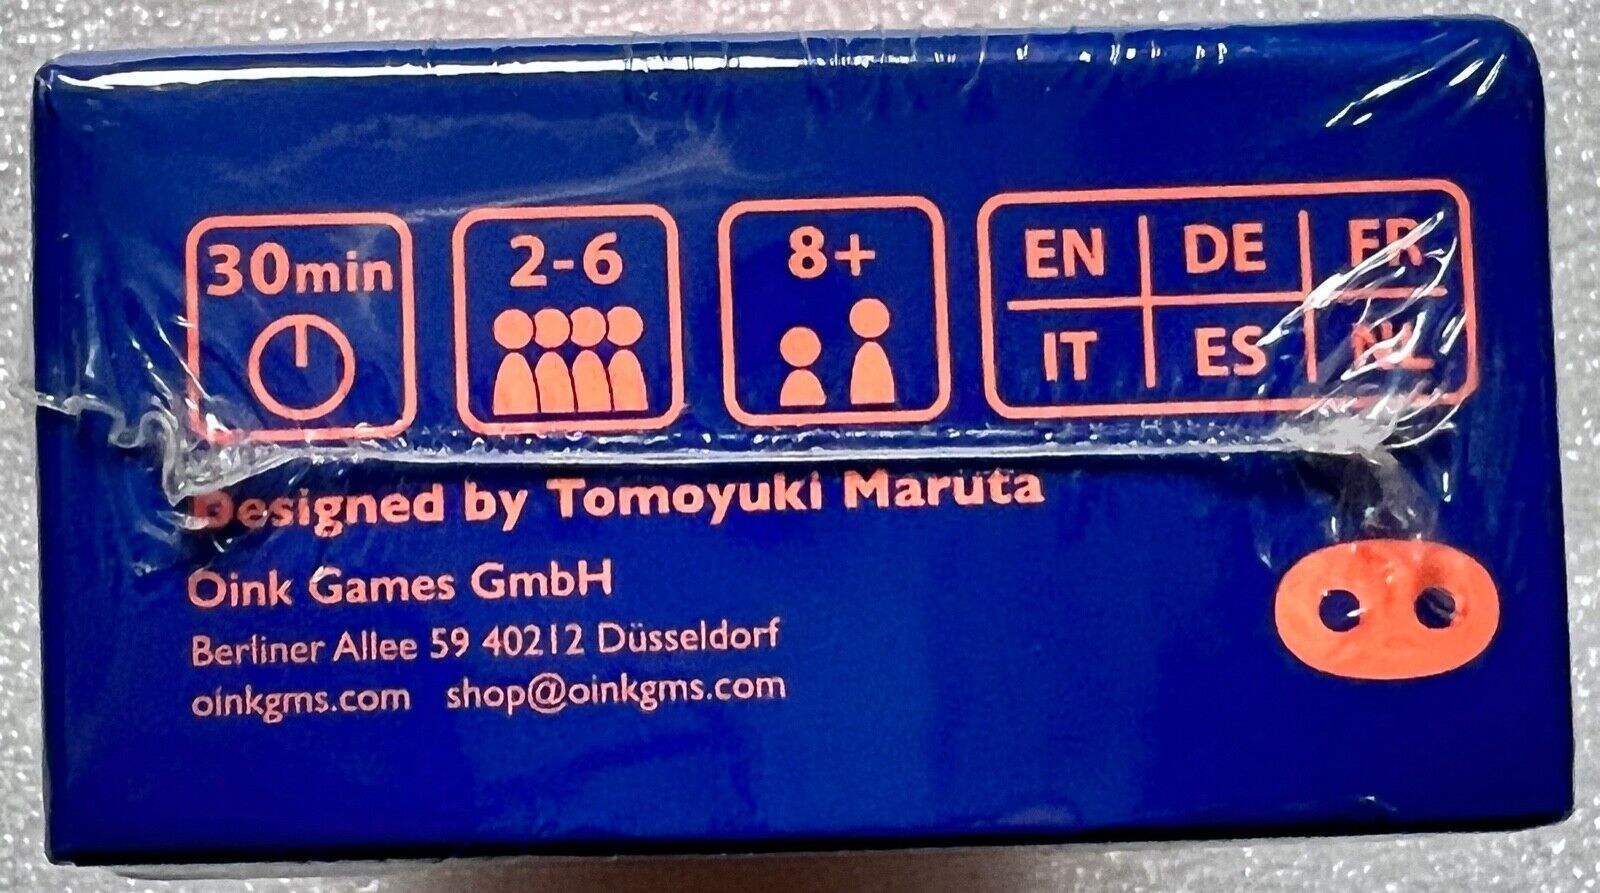 30min 2-6 8+ EN DE FR
IT ES NL
Designed by Tomoyuki Maruta
Oink Games GmbH
Berliner Allee 59 40212 Düsseldorf
oinkgms.com shop@oinkgms.com